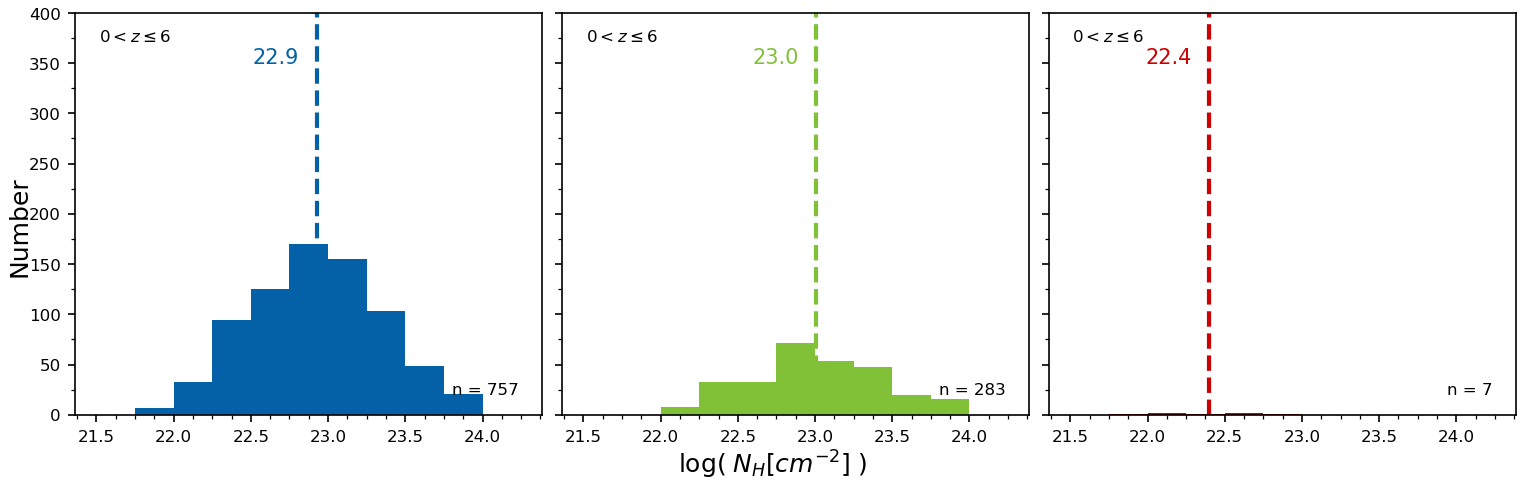 400
350
300
250
200
150
100
50
0
Number
0 < z ≤ 6
22.9
n = 757
21.5 22.0 22.5 23.0 23.5 24.0
0 < z ≤ 6
23.0
n = 283
21.5 22.0 22.5 23.0 23.5 24.0
0 < z ≤ 6
22.4
n = 7
21.5 22.0 22.5 23.0 23.5 24.0
log( N_H[cm^{-2}] )